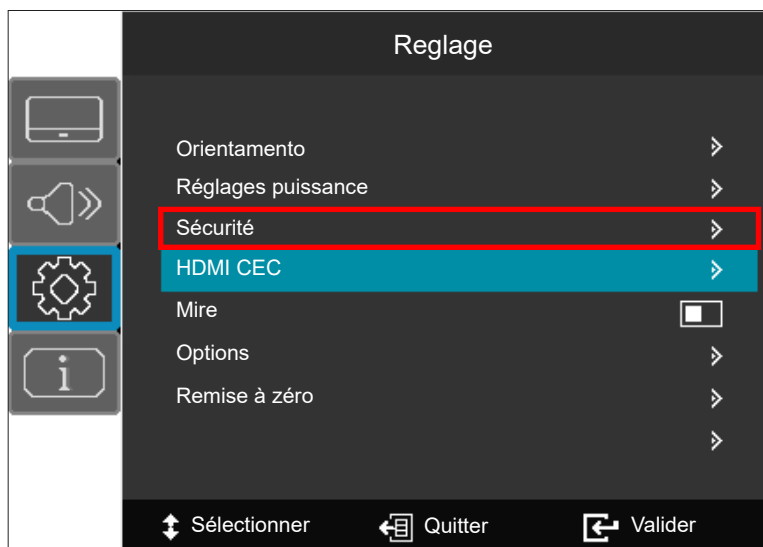 Reglage
Orientamento
Réglages puissance
Sécurité
HDMI CEC
Mire
Options
Remise à zéro
i
Sélectionner Quitter Valider